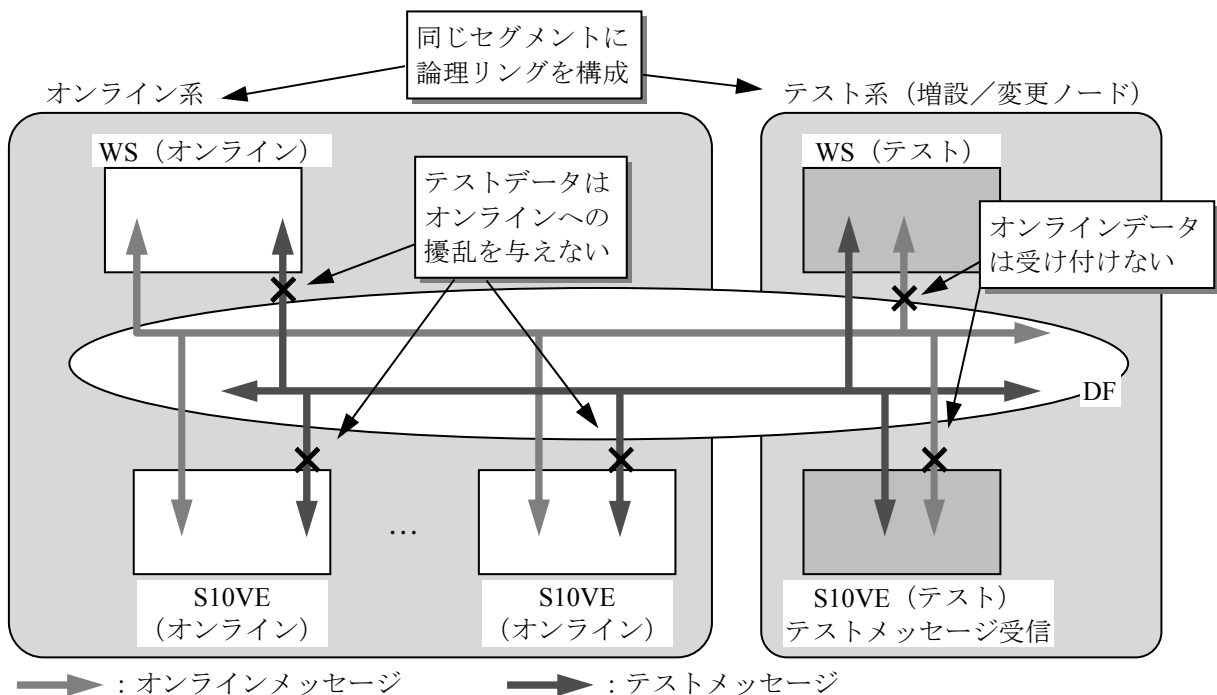 同じセグメントに
論理リングを構成
オンライン系
テスト系（増設／変更ノード）
WS（オンライン）
WS（テスト）
テストデータは
オンラインへの
擾乱を与えない
オンラインデータ
は受け付けない
DF
…
S10VE
（オンライン）
S10VE
（オンライン）
S10VE（テスト）
テストメッセージ受信
：オンラインメッセージ
：テストメッセージ